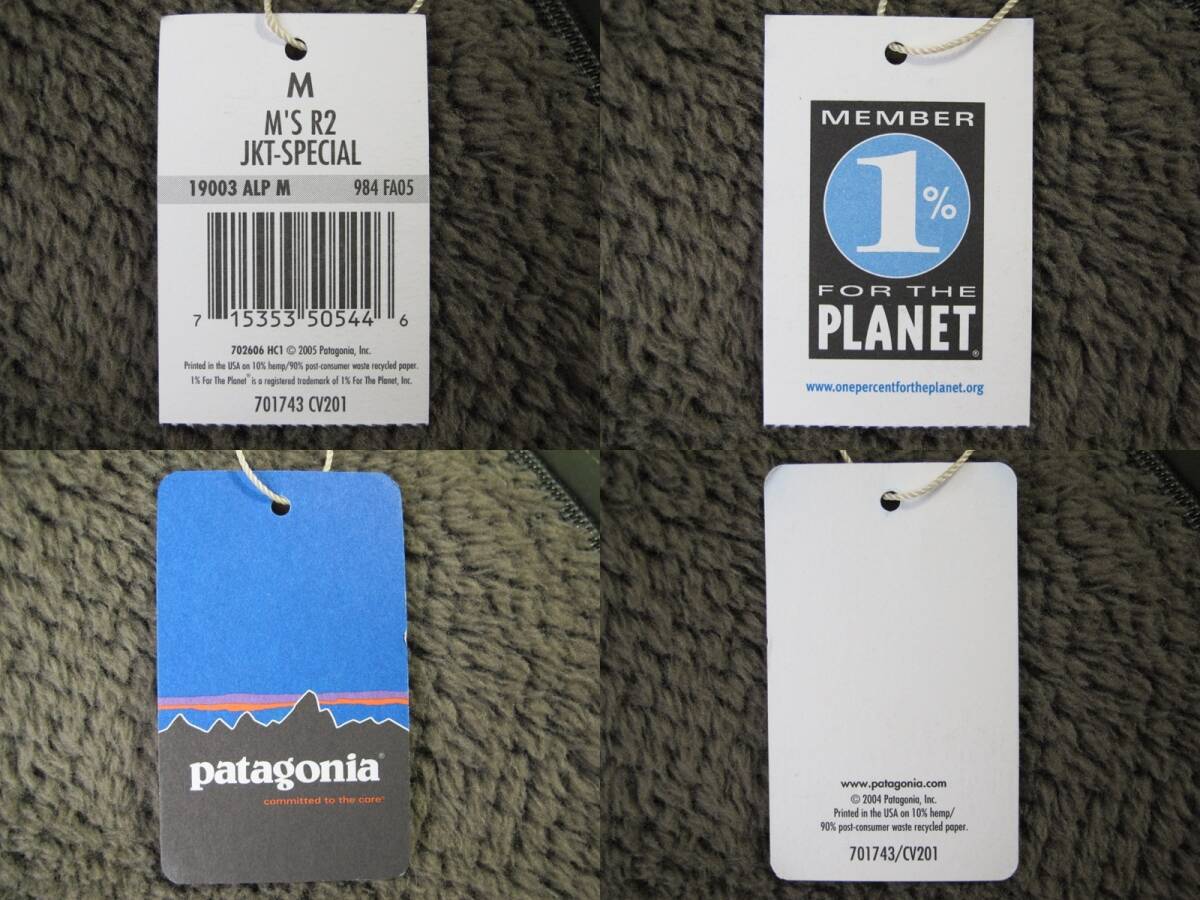 M
M'S R2
JKT-SPECIAL
19003 ALP M 984 FA05
7 15353 50544 6
702606 HC1 © 2005 Patagonia, Inc.
Printed in the USA on 10% hemp/90% post-consumer waste recycled paper.
1% For The Planet® is a registered trademark of 1% For The Planet, Inc.
701743 CV201
MEMBER
1%
FOR THE
PLANET®
www.onepercentfortheplanet.org
patagonia®
committed to the core®
www.patagonia.com
© 2004 Patagonia, Inc.
Printed in the USA on 10% hemp/
90% post-consumer waste recycled paper.
701743/CV201